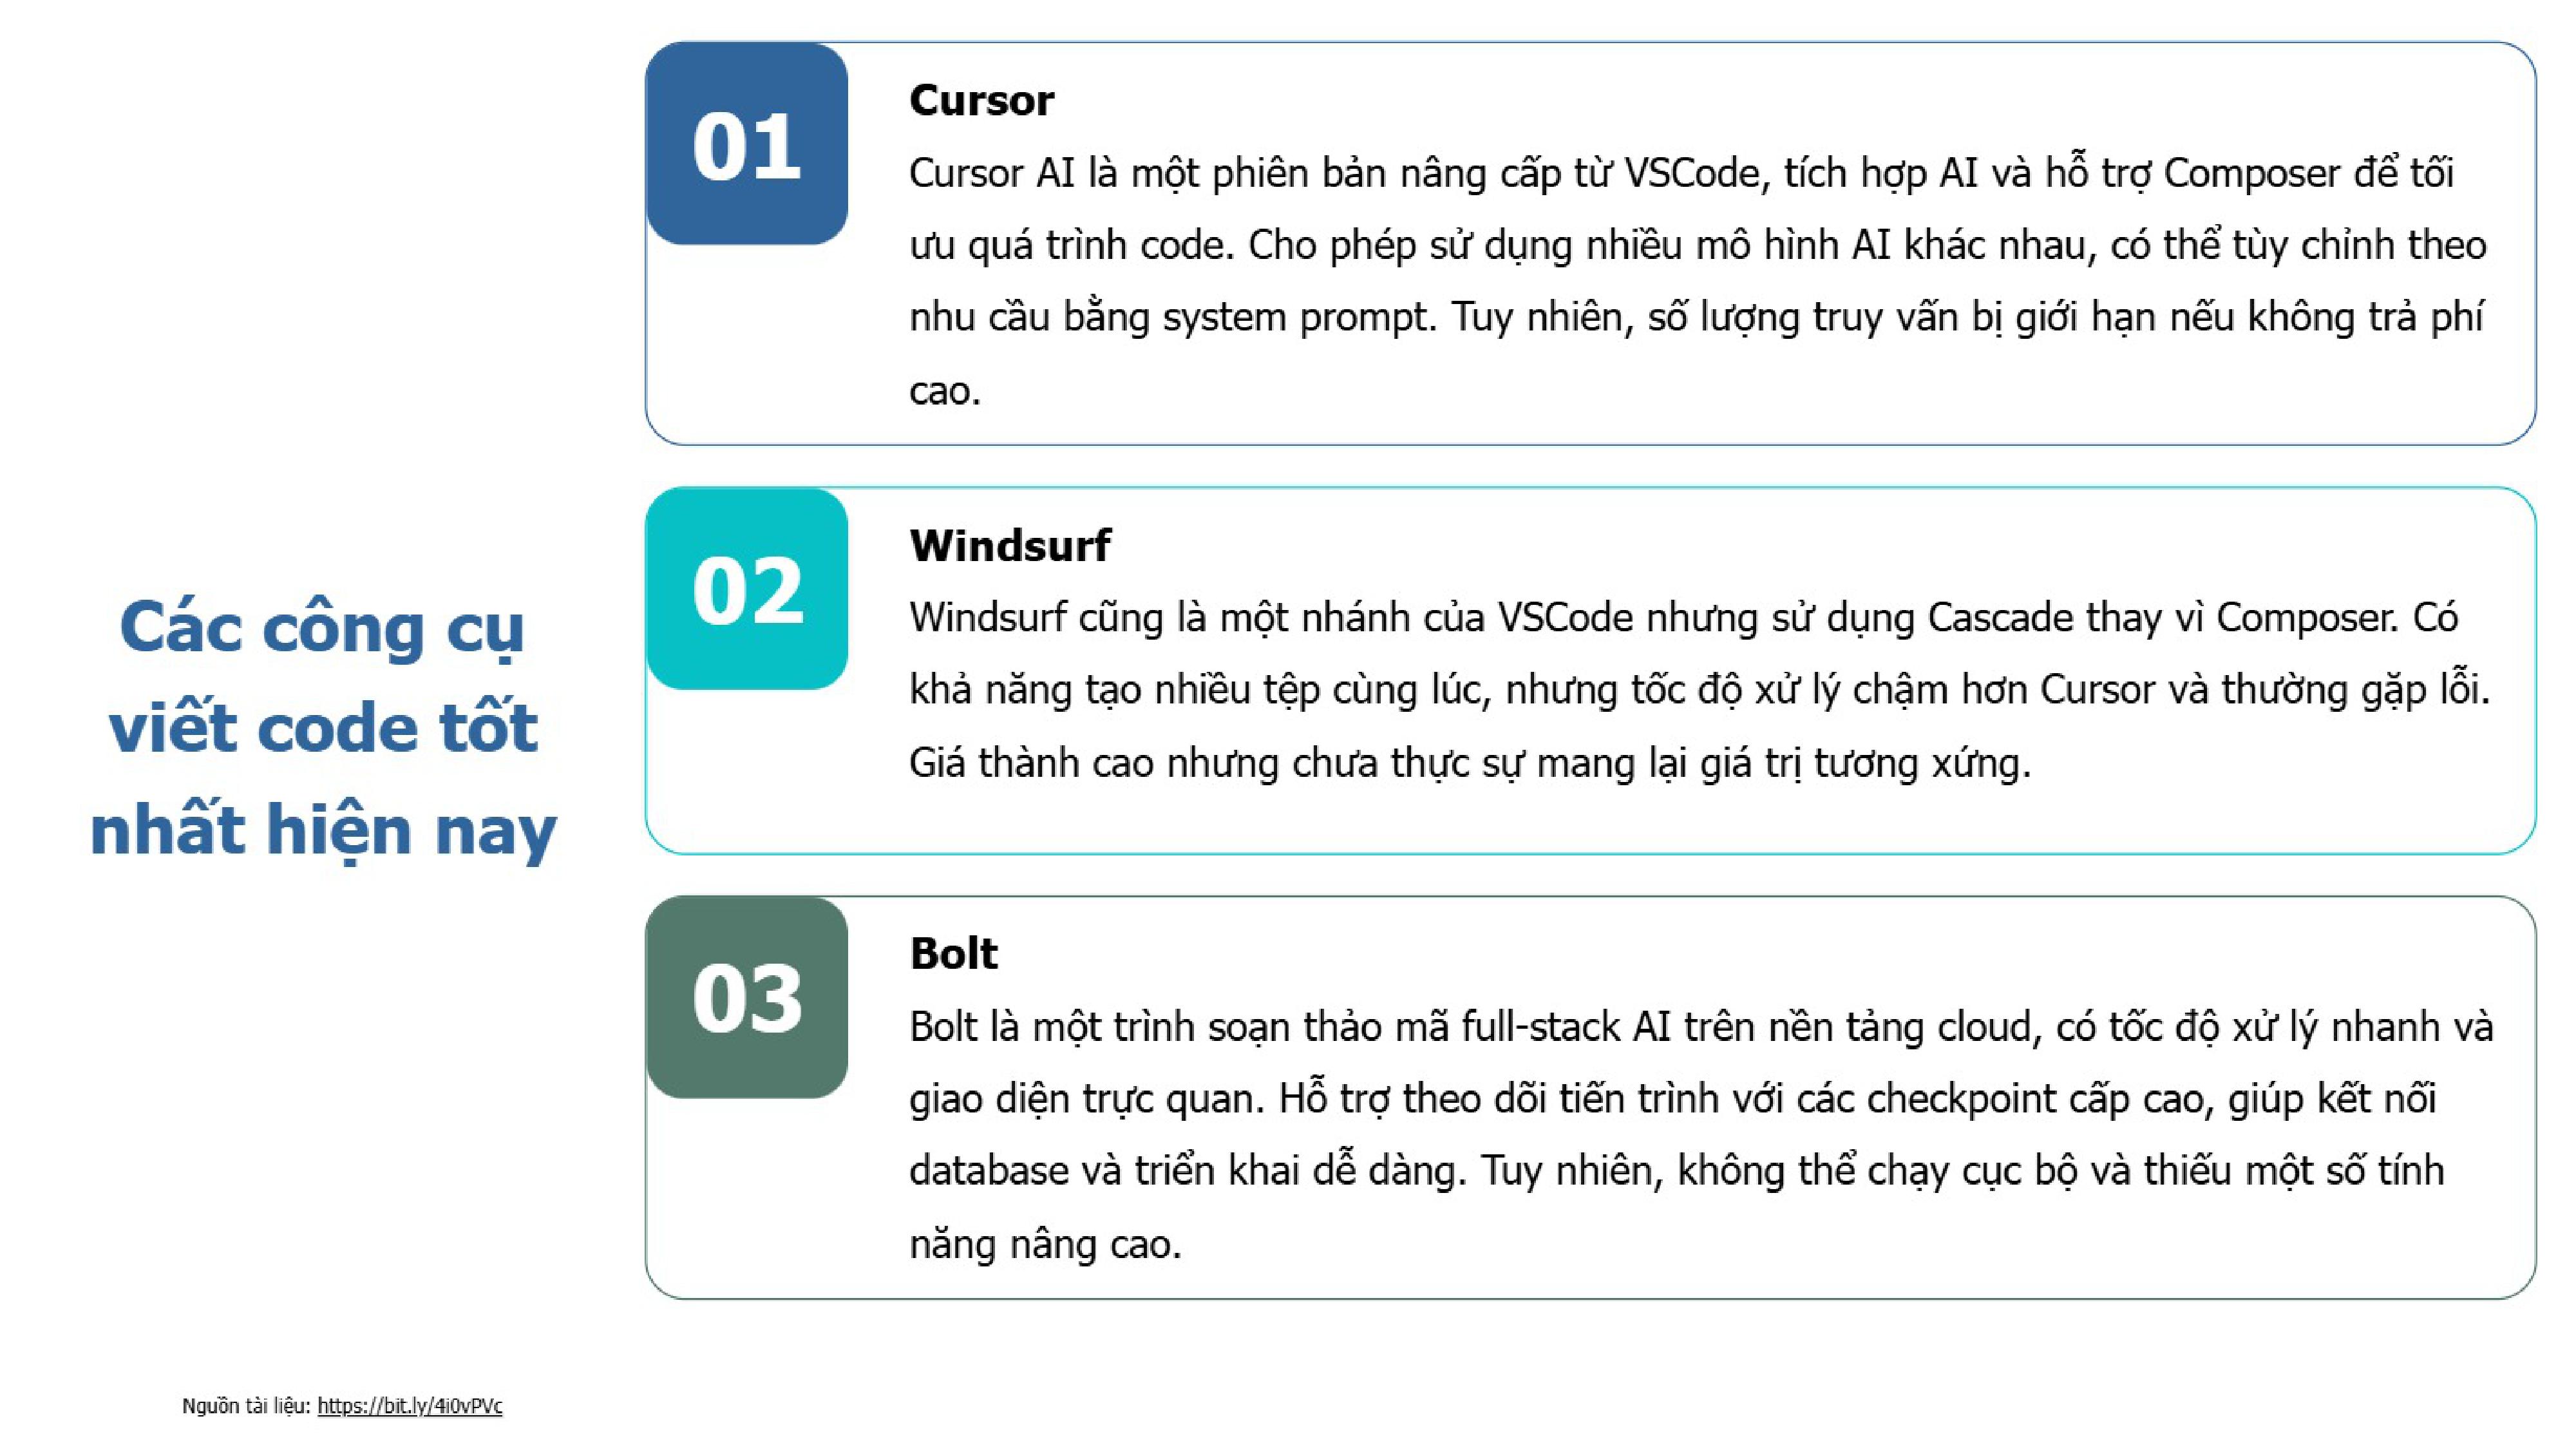 Các công cụ
viết code tốt
nhất hiện nay
01
Cursor
Cursor AI là một phiên bản nâng cấp từ VSCode, tích hợp AI và hỗ trợ Composer để tối
ưu quá trình code. Cho phép sử dụng nhiều mô hình AI khác nhau, có thể tùy chỉnh theo
nhu cầu bằng system prompt. Tuy nhiên, số lượng truy vấn bị giới hạn nếu không trả phí
cao.
02
Windsurf
Windsurf cũng là một nhánh của VSCode nhưng sử dụng Cascade thay vì Composer. Có
khả năng tạo nhiều tệp cùng lúc, nhưng tốc độ xử lý chậm hơn Cursor và thường gặp lỗi.
Giá thành cao nhưng chưa thực sự mang lại giá trị tương xứng.
03
Bolt
Bolt là một trình soạn thảo mã full-stack AI trên nền tảng cloud, có tốc độ xử lý nhanh và
giao diện trực quan. Hỗ trợ theo dõi tiến trình với các checkpoint cấp cao, giúp kết nối
database và triển khai dễ dàng. Tuy nhiên, không thể chạy cục bộ và thiếu một số tính
năng nâng cao.
Nguồn tài liệu: https://bit.ly/4i0vPVc